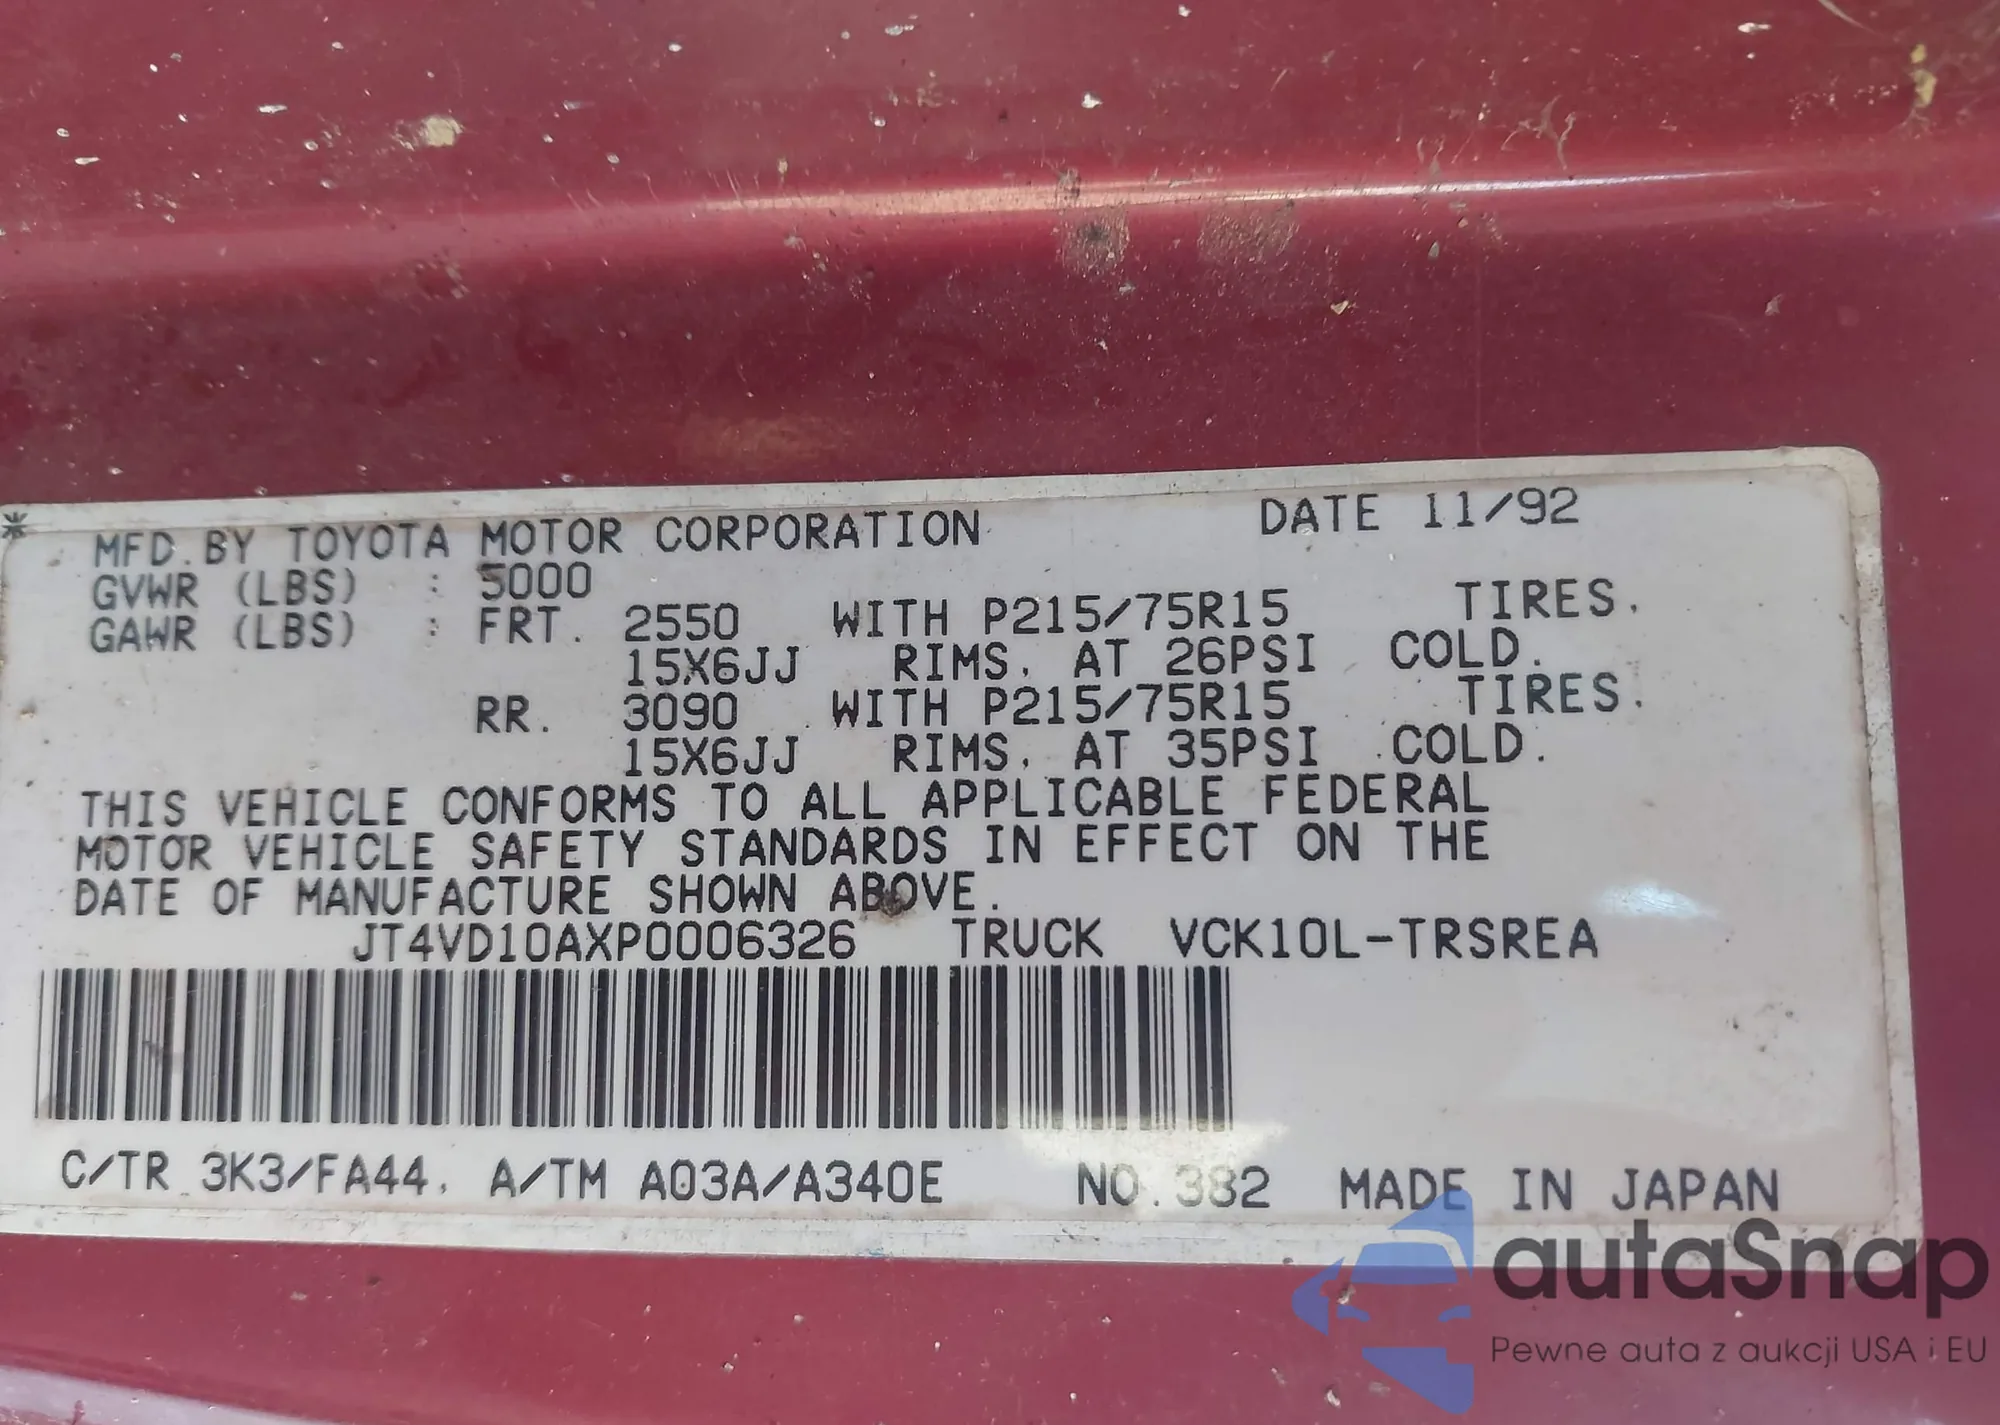 * MFD. BY TOYOTA MOTOR CORPORATION DATE 11/92
GVWR (LBS) : 5000
GAWR (LBS) : FRT. 2550 WITH P215/75R15 TIRES.
15X6JJ RIMS. AT 26PSI COLD.
RR. 3090 WITH P215/75R15 TIRES.
15X6JJ RIMS. AT 35PSI COLD.
THIS VEHICLE CONFORMS TO ALL APPLICABLE FEDERAL
MOTOR VEHICLE SAFETY STANDARDS IN EFFECT ON THE
DATE OF MANUFACTURE SHOWN ABOVE.
JT4VD10AXP0006326 TRUCK VCK10L-TRSREA
C/TR 3K3/FA44. A/TM A03A/A340E NO. 382 MADE IN JAPAN
autaSnap
Pewne auta z aukcji USA i EU